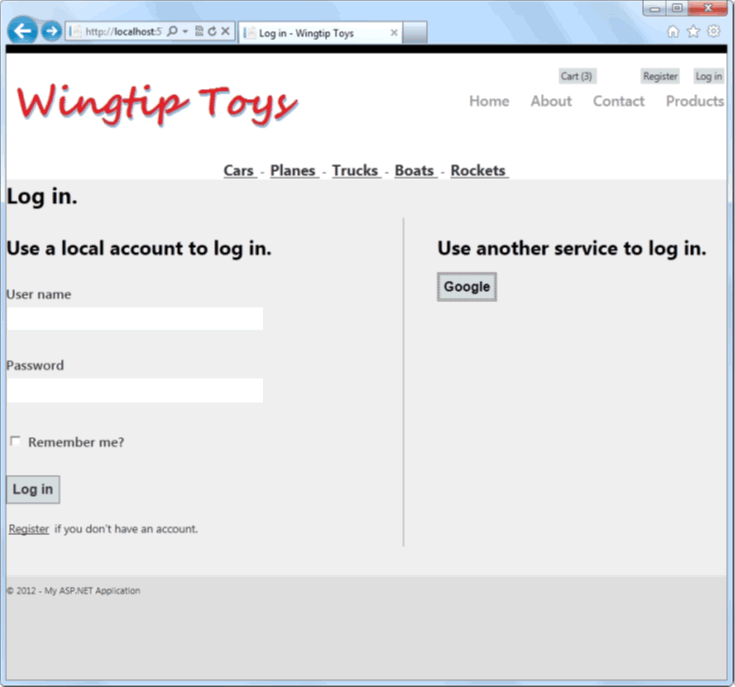 http://localhost:5
Log in - Wingtip Toys
Cart (3) Register Log in
Wingtip Toys
Home About Contact Products
Cars - Planes - Trucks - Boats - Rockets
Log in.
Use a local account to log in.
Use another service to log in.
Google
User name
Password
Remember me?
Log in
Register if you don't have an account.
© 2012 - My ASP.NET Application